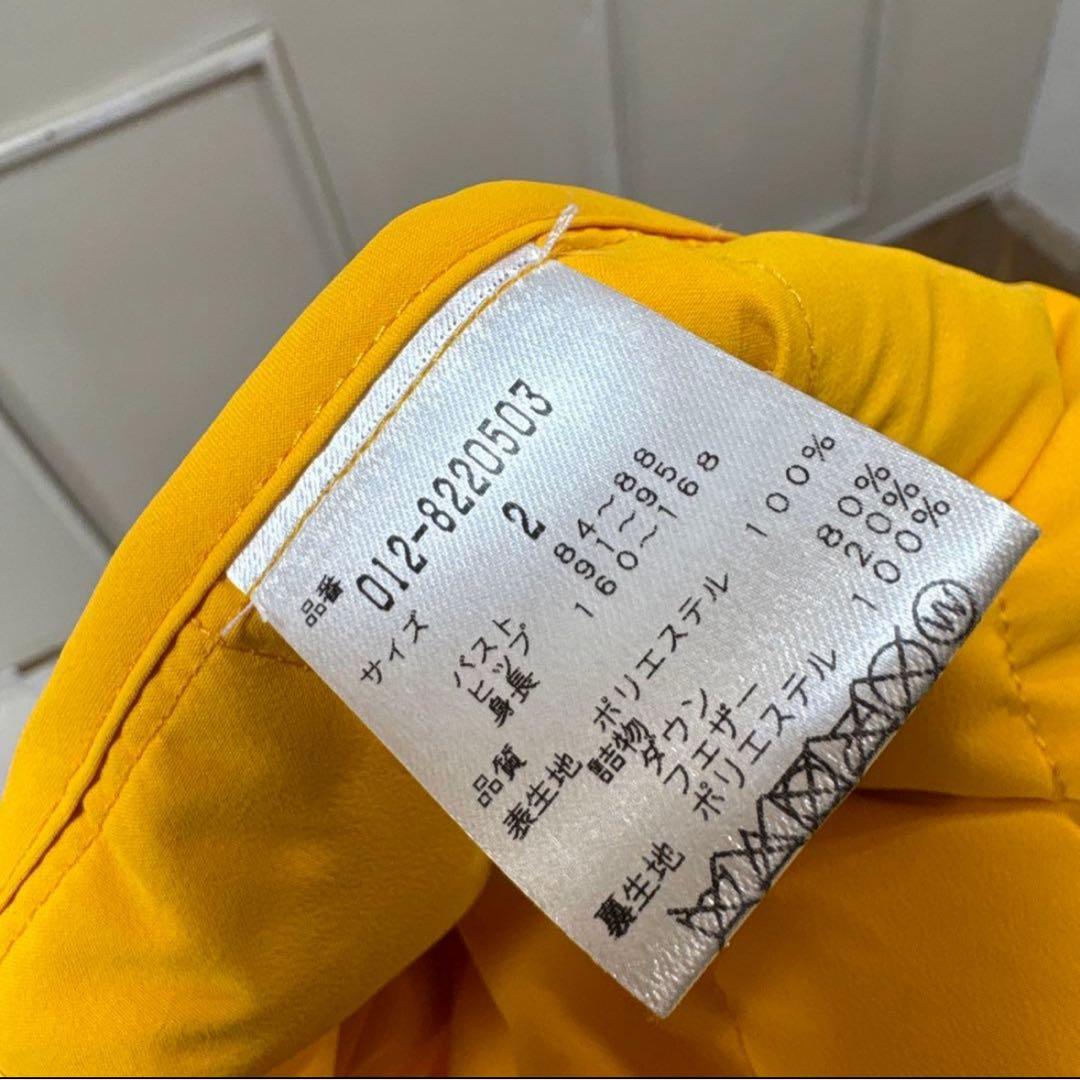 品番 012-8220503
サイズ 2
バスト 84~88
ヒップ 91~95
身長 160~168
品質
表生地 ポリエステル 100%
詰物 ダウン 80%
フェザー 20%
裏生地 ポリエステル 100%
W